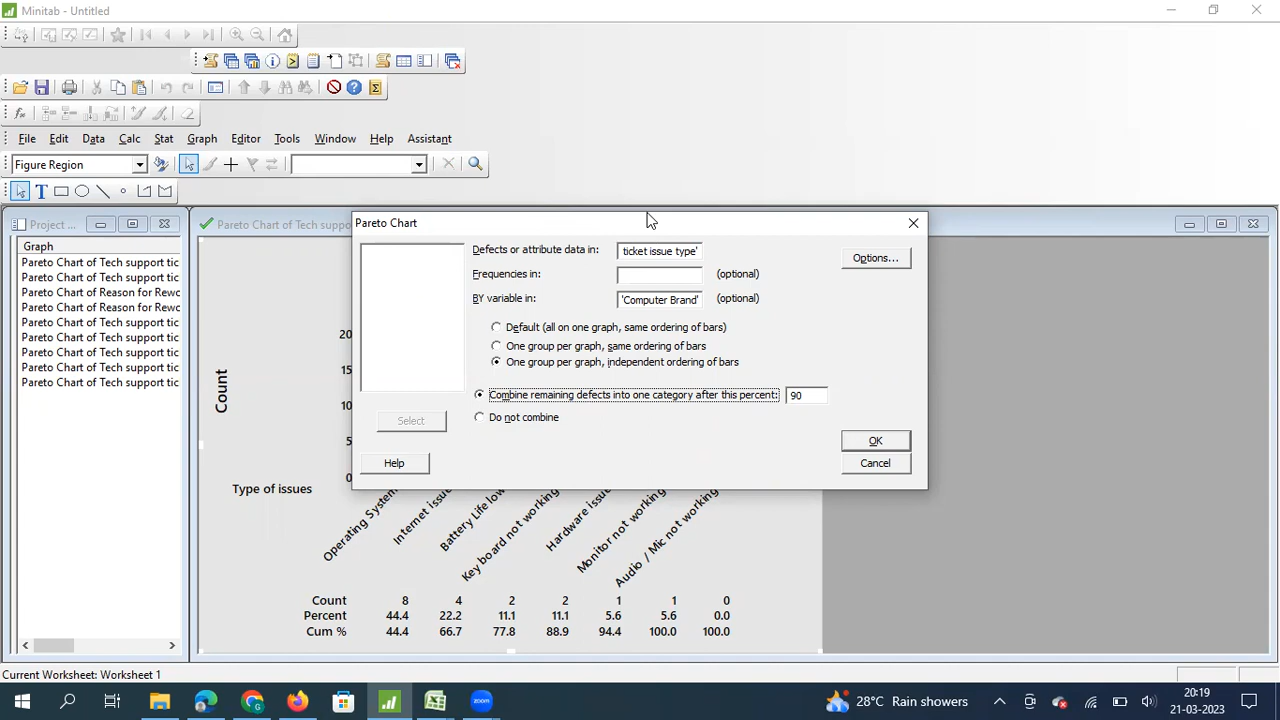 Minitab - Untitled
File Edit Data Calc Stat Graph Editor Tools Window Help Assistant
Figure Region
Project ...
Pareto Chart of Tech suppo
Graph
Pareto Chart of Tech support tic
Pareto Chart of Tech support tic
Pareto Chart of Reason for Rewo
Pareto Chart of Reason for Rewo
Pareto Chart of Tech support tic
Pareto Chart of Tech support tic
Pareto Chart of Tech support tic
Pareto Chart of Tech support tic
Pareto Chart of Tech support tic
Pareto Chart
Defects or attribute data in: ticket issue type'
Options...
Frequencies in: (optional)
BY variable in: 'Computer Brand' (optional)
Default (all on one graph, same ordering of bars)
One group per graph, same ordering of bars
One group per graph, independent ordering of bars
Combine remaining defects into one category after this percent: 90
Do not combine
Select
OK
Help
Cancel
Count
20
15
10
5
0
Type of issues
Operating System
Internet issue
Battery Life low
Key board not working
Hardware issue
Monitor not working
Audio / Mic not working
Count 8 4 2 2 1 1 0
Percent 44.4 22.2 11.1 11.1 5.6 5.6 0.0
Cum % 44.4 66.7 77.8 88.9 94.4 100.0 100.0
Current Worksheet: Worksheet 1
28°C Rain showers
20:19
21-03-2023
zoom